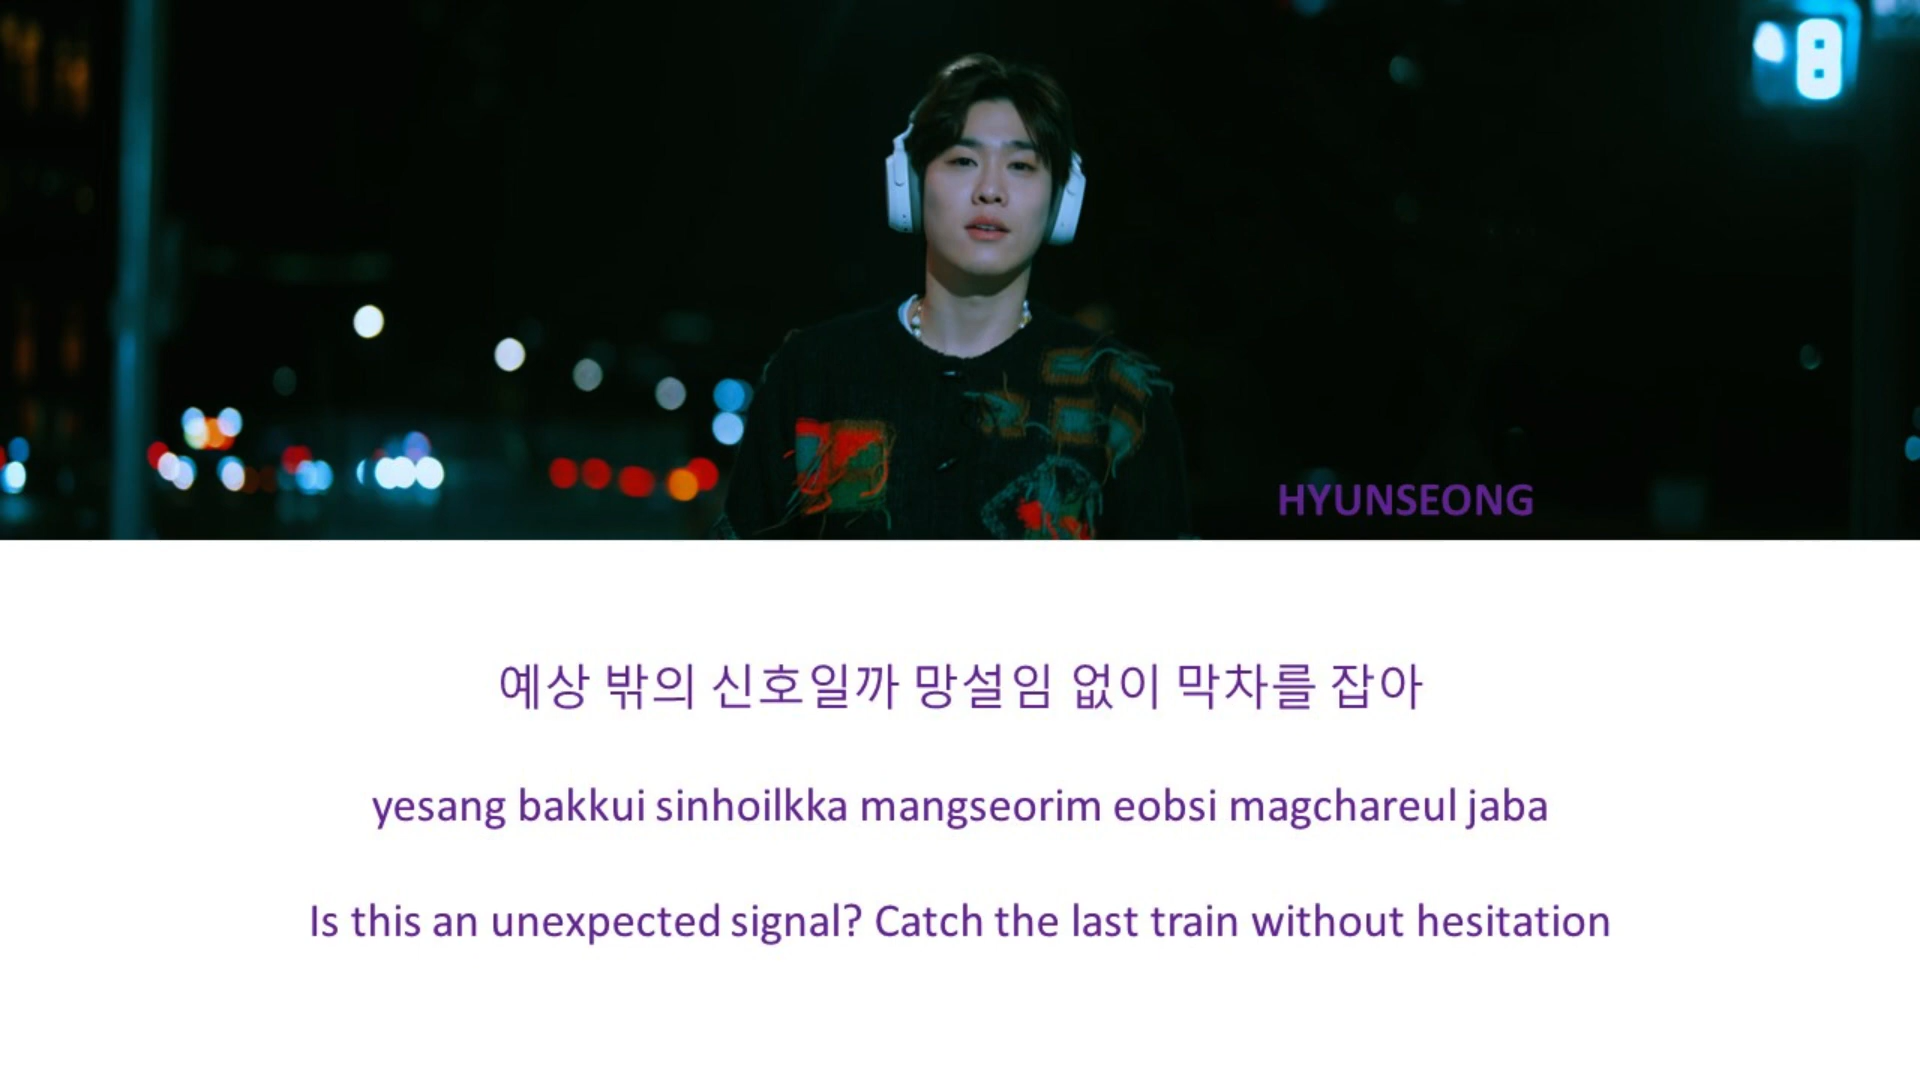 8
HYUNSEONG
예상 밖의 신호일까 망설임 없이 막차를 잡아
yesang bakkui sinhoilkka mangseorim eobsi magchareul jaba
Is this an unexpected signal? Catch the last train without hesitation